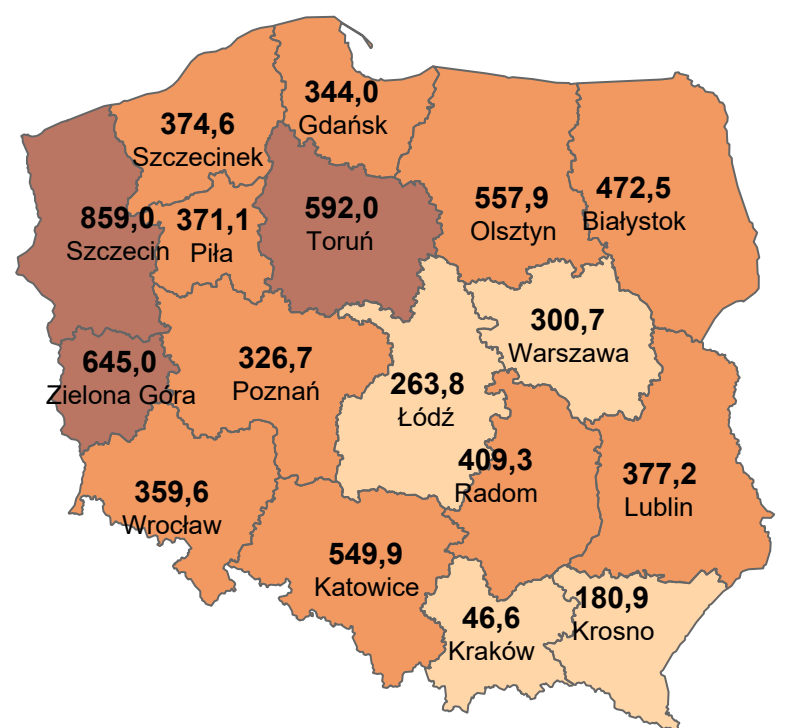 344,0
Gdańsk
374,6
Szczecinek
557,9
Olsztyn
472,5
Białystok
592,0
Toruń
859,0
Szczecin
371,1
Piła
300,7
Warszawa
645,0
Zielona Góra
326,7
Poznań
263,8
Łódź
409,3
Radom
377,2
Lublin
359,6
Wrocław
549,9
Katowice
46,6
Kraków
180,9
Krosno